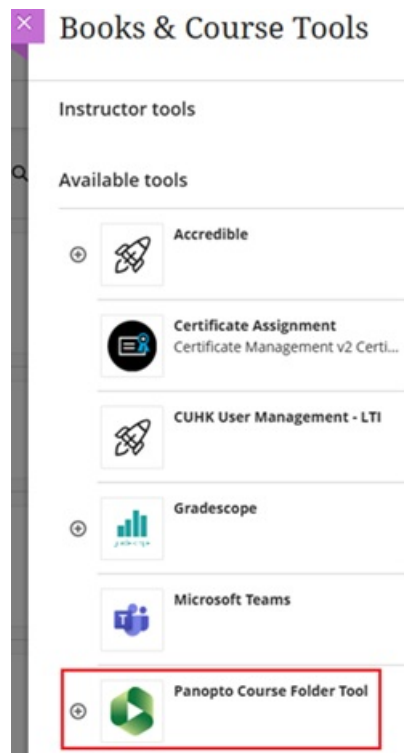 Books & Course Tools
Instructor tools
Available tools
Accredible
Certificate Assignment
Certificate Management v2 Certi...
CUHK User Management - LTI
Gradescope
Microsoft Teams
Panopto Course Folder Tool